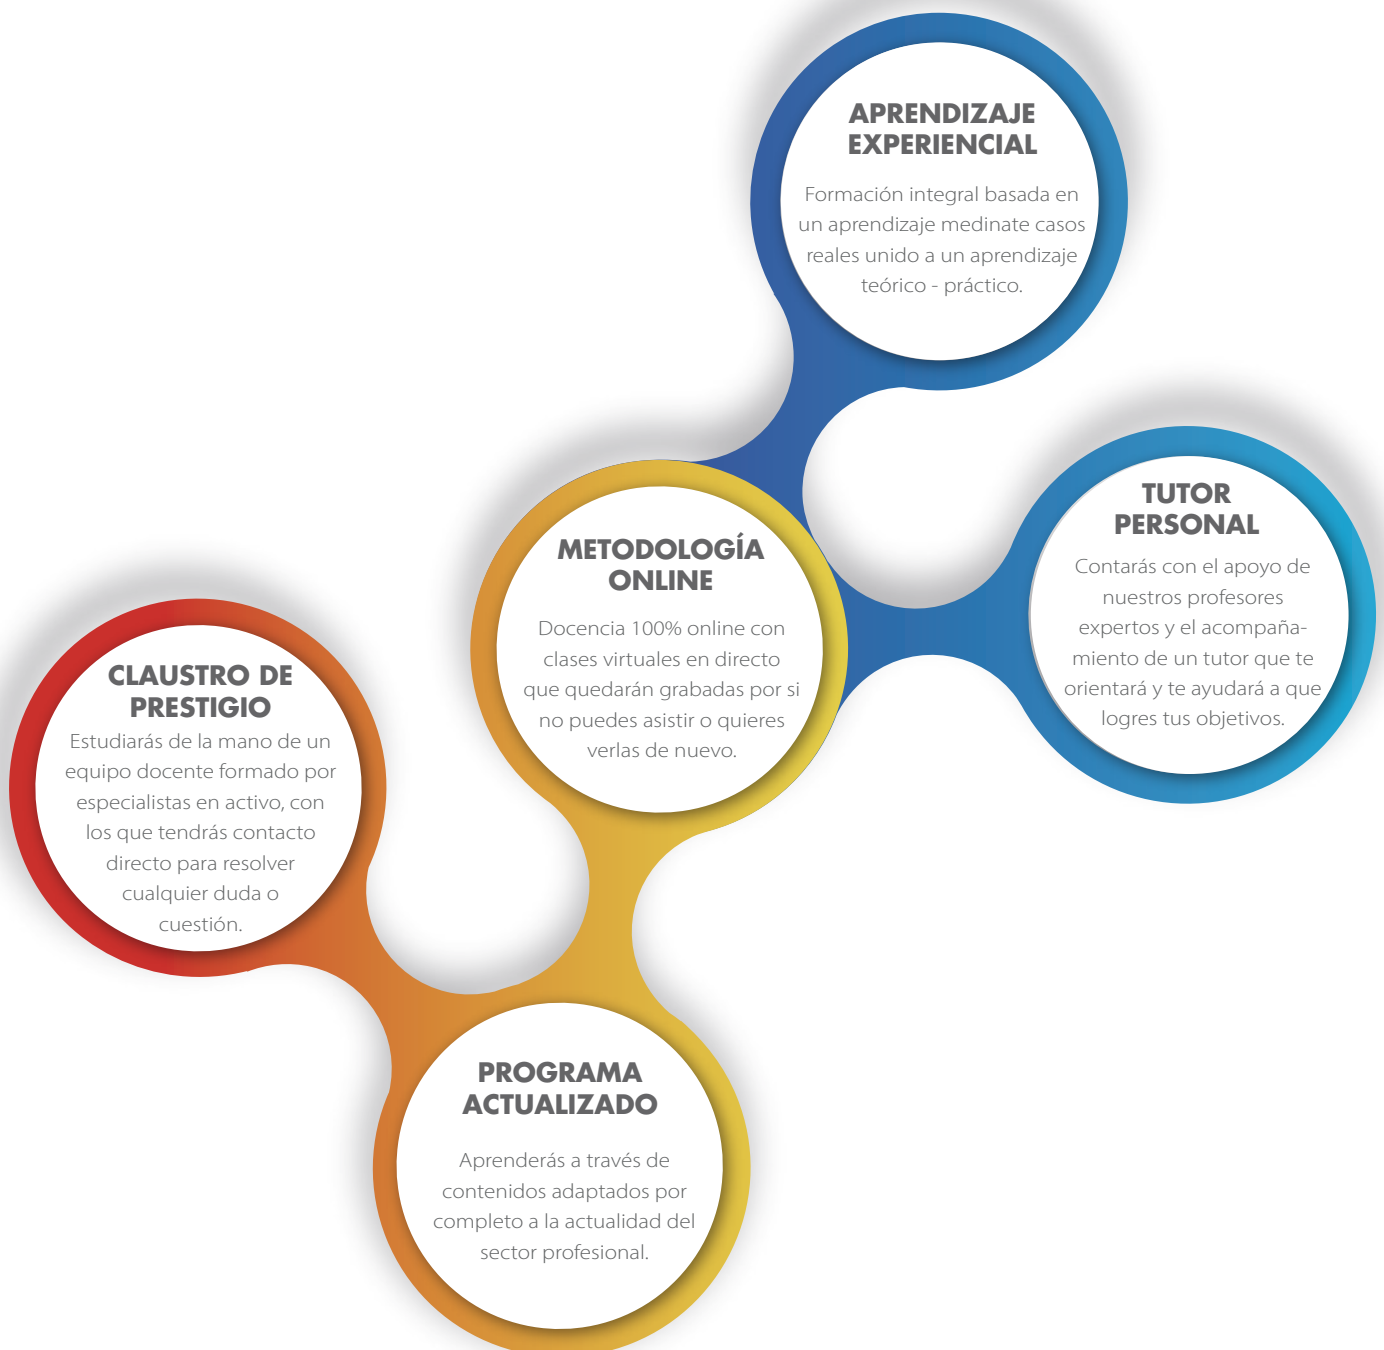 APRENDIZAJE
EXPERIENCIAL
Formación integral basada en
un aprendizaje medinate casos
reales unido a un aprendizaje
teórico - práctico.
TUTOR
PERSONAL
Contarás con el apoyo de
nuestros profesores
expertos y el acompaña-
miento de un tutor que te
orientará y te ayudará a que
logres tus objetivos.
METODOLOGÍA
ONLINE
Docencia 100% online con
clases virtuales en directo
que quedarán grabadas por si
no puedes asistir o quieres
verlas de nuevo.
CLAUSTRO DE
PRESTIGIO
Estudiarás de la mano de un
equipo docente formado por
especialistas en activo, con
los que tendrás contacto
directo para resolver
cualquier duda o
cuestión.
PROGRAMA
ACTUALIZADO
Aprenderás a través de
contenidos adaptados por
completo a la actualidad del
sector profesional.